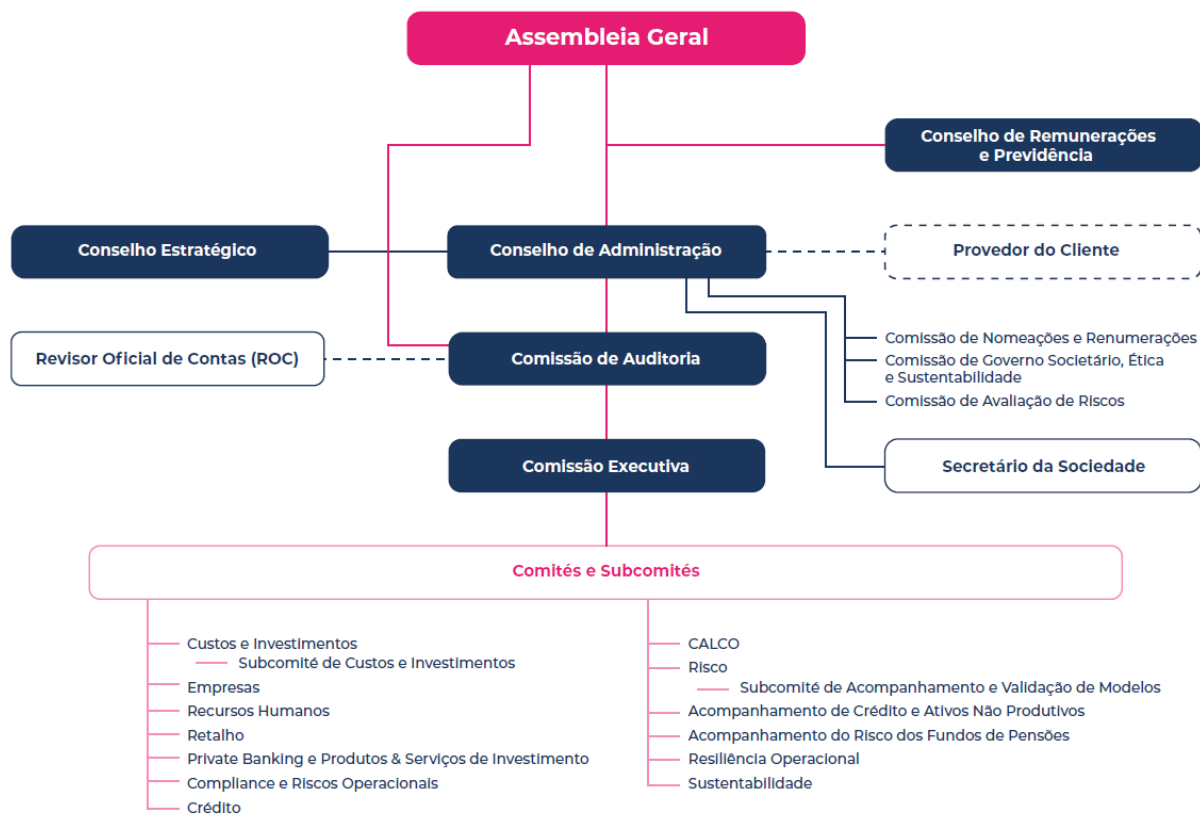 Assembleia Geral
Conselho de Remunerações
e Previdência
Conselho Estratégico
Conselho de Administração
Provedor do Cliente
Revisor Oficial de Contas (ROC)
Comissão de Auditoria
Comissão de Nomeações e Renumerações
Comissão de Governo Societário, Ética
e Sustentabilidade
Comissão de Avaliação de Riscos
Comissão Executiva
Secretário da Sociedade
Comités e Subcomités
Custos e Investimentos
Subcomité de Custos e Investimentos
Empresas
Recursos Humanos
Retalho
Private Banking e Produtos & Serviços de Investimento
Compliance e Riscos Operacionais
Crédito
CALCO
Risco
Subcomité de Acompanhamento e Validação de Modelos
Acompanhamento de Crédito e Ativos Não Produtivos
Acompanhamento do Risco dos Fundos de Pensões
Resiliência Operacional
Sustentabilidade